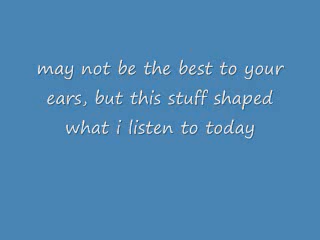 may not be the best to your
ears, but this stuff shaped
what i listen to today